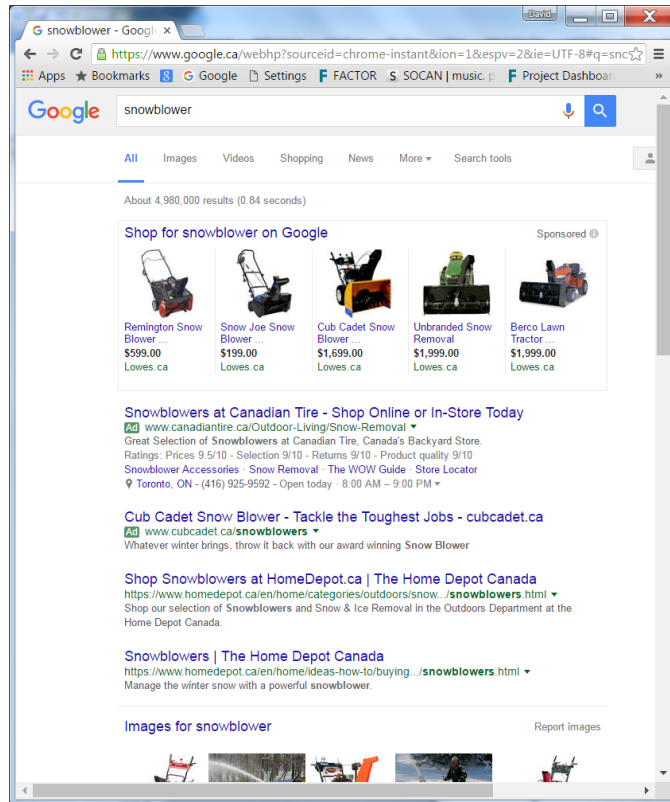 David
G snowblower - Googl
https://www.google.ca/webhp?sourceid=chrome-instant&ion=1&espv=2&ie=UTF-8#q=snc
Apps Bookmarks 8 G Google Settings F FACTOR S SOCAN | music. p F Project Dashboar »
Google snowblower
All Images Videos Shopping News More Search tools
About 4,980,000 results (0.84 seconds)
Shop for snowblower on Google Sponsored
Remington Snow Blower ...
$599.00
Lowes.ca
Snow Joe Snow Blower ...
$199.00
Lowes.ca
Cub Cadet Snow Blower ...
$1,699.00
Lowes.ca
Unbranded Snow Removal
$1,999.00
Lowes.ca
Berco Lawn Tractor ...
$1,999.00
Lowes.ca
Snowblowers at Canadian Tire - Shop Online or In-Store Today
Ad www.canadiantire.ca/Outdoor-Living/Snow-Removal
Great Selection of Snowblowers at Canadian Tire, Canada's Backyard Store.
Ratings: Prices 9.5/10 - Selection 9/10 - Returns 9/10 - Product quality 9/10
Snowblower Accessories · Snow Removal · The WOW Guide · Store Locator
Toronto, ON - (416) 925-9592 - Open today · 8:00 AM – 9:00 PM
Cub Cadet Snow Blower - Tackle the Toughest Jobs - cubcadet.ca
Ad www.cubcadet.ca/snowblowers
Whatever winter brings, throw it back with our award winning Snow Blower
Shop Snowblowers at HomeDepot.ca | The Home Depot Canada
https://www.homedepot.ca/en/home/categories/outdoors/snow.../snowblowers.html
Shop our selection of Snowblowers and Snow & Ice Removal in the Outdoors Department at the
Home Depot Canada.
Snowblowers | The Home Depot Canada
https://www.homedepot.ca/en/home/ideas-how-to/buying.../snowblowers.html
Manage the winter snow with a powerful snowblower.
Images for snowblower Report images